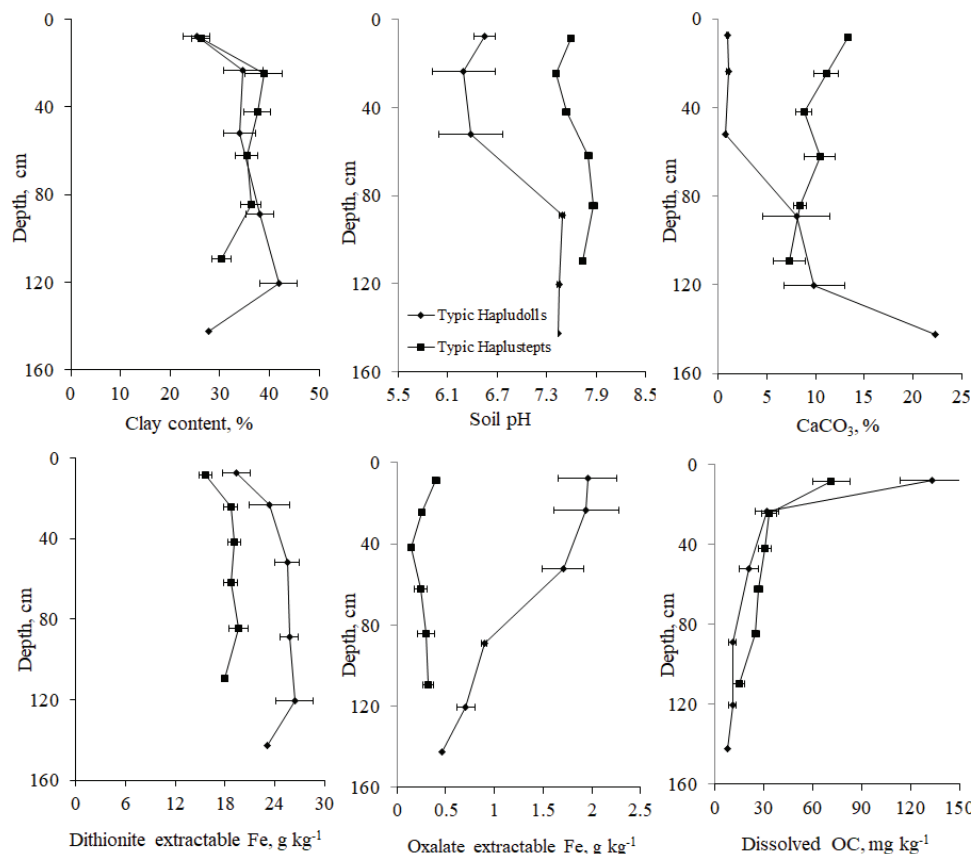 0
40
80
120
160
Depth, cm
0 10 20 30 40 50
Clay content, %
0
40
80
120
160
Depth, cm
Typic Hapludolls
Typic Haplustepts
5.5 6.1 6.7 7.3 7.9 8.5
Soil pH
0
40
80
120
160
Depth, cm
0 5 10 15 20 25
CaCO₃, %
0
40
80
120
160
Depth, cm
0 6 12 18 24 30
Dithionite extractable Fe, g kg⁻¹
0
40
80
120
160
Depth, cm
0 0.5 1 1.5 2 2.5
Oxalate extractable Fe, g kg⁻¹
0
40
80
120
160
Depth, cm
0 30 60 90 120 150
Dissolved OC, mg kg⁻¹